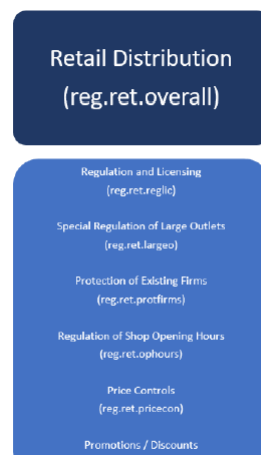 Retail Distribution
(reg.ret.overall)
Regulation and Licensing
(reg.ret.reglic)
Special Regulation of Large Outlets
(reg.ret.largeo)
Protection of Existing Firms
(reg.ret.protfirms)
Regulation of Shop Opening Hours
(reg.ret.ophours)
Price Controls
(reg.ret.pricecon)
Promotions / Discounts